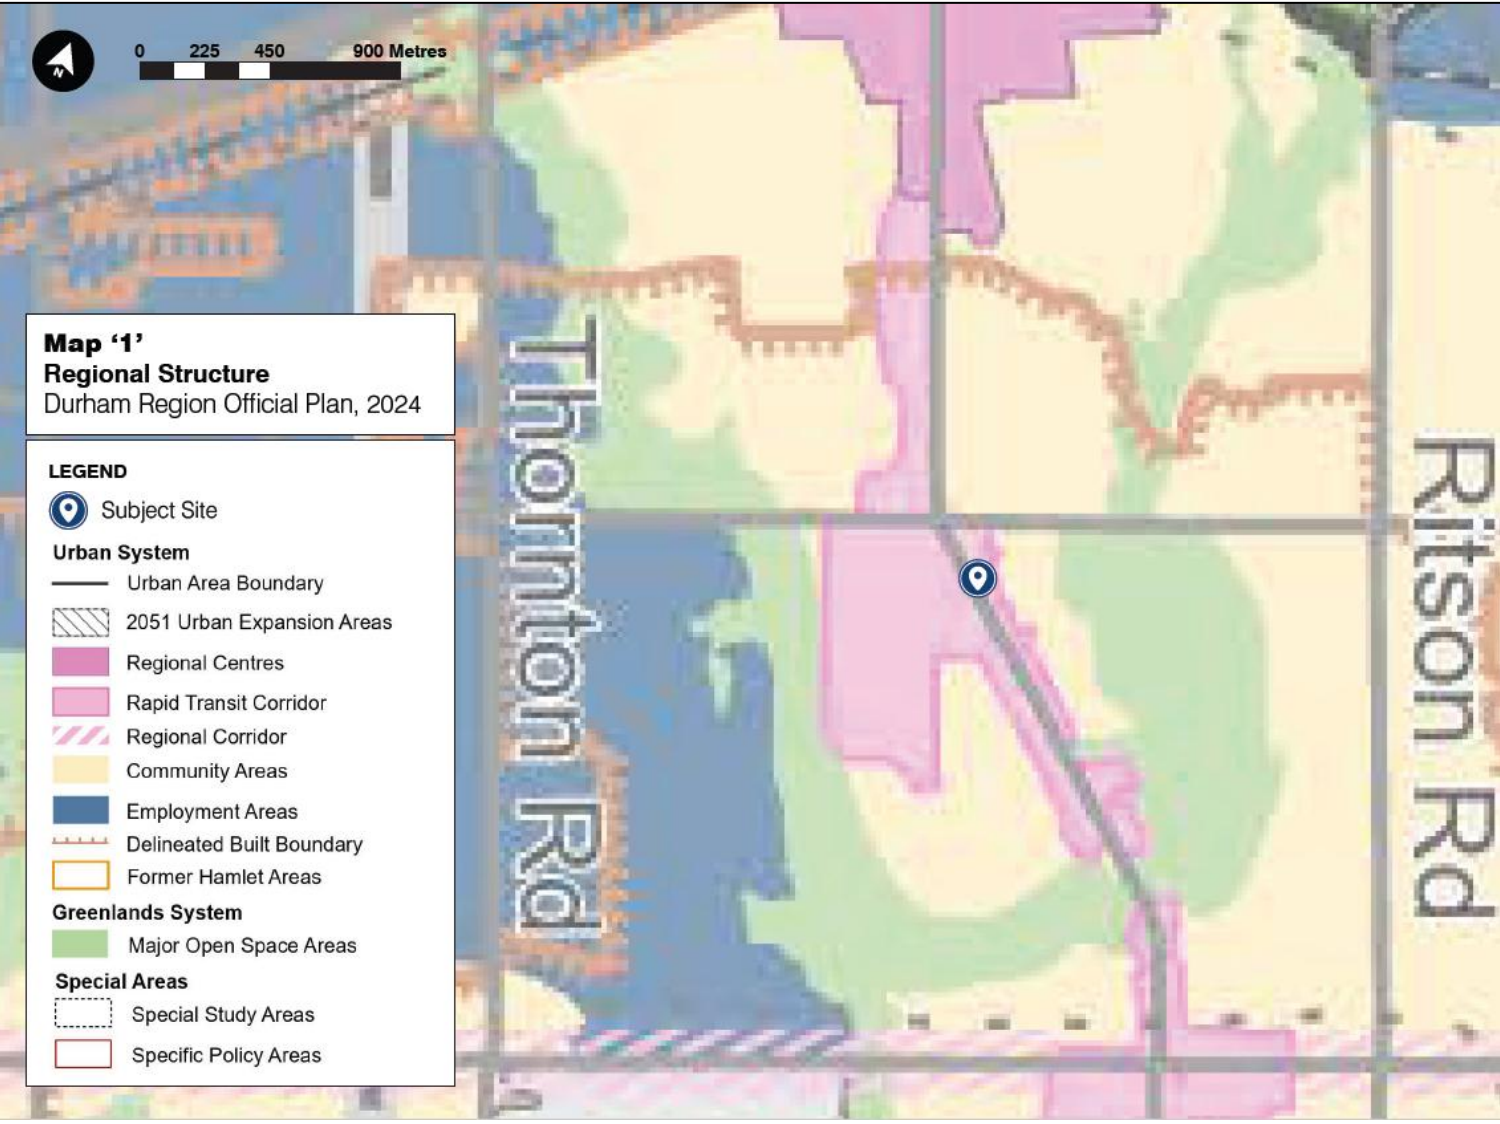 0 225 450 900 Metres
N
Map ‘1’
Regional Structure
Durham Region Official Plan, 2024
LEGEND
Subject Site
Urban System
Urban Area Boundary
2051 Urban Expansion Areas
Regional Centres
Rapid Transit Corridor
Regional Corridor
Community Areas
Employment Areas
Delineated Built Boundary
Former Hamlet Areas
Greenlands System
Major Open Space Areas
Special Areas
Special Study Areas
Specific Policy Areas
Thornton Rd
Ritson Rd